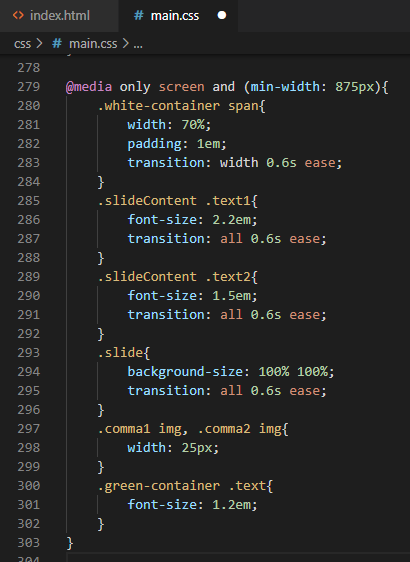 <> index.html
# main.css ●
css > # main.css > ...
278
279 @media only screen and (min-width: 875px){
280     .white-container span{
281         width: 70%;
282         padding: 1em;
283         transition: width 0.6s ease;
284     }
285     .slideContent .text1{
286         font-size: 2.2em;
287         transition: all 0.6s ease;
288     }
289     .slideContent .text2{
290         font-size: 1.5em;
291         transition: all 0.6s ease;
292     }
293     .slide{
294         background-size: 100% 100%;
295         transition: all 0.6s ease;
296     }
297     .comma1 img, .comma2 img{
298         width: 25px;
299     }
300     .green-container .text{
301         font-size: 1.2em;
302     }
303 }
304